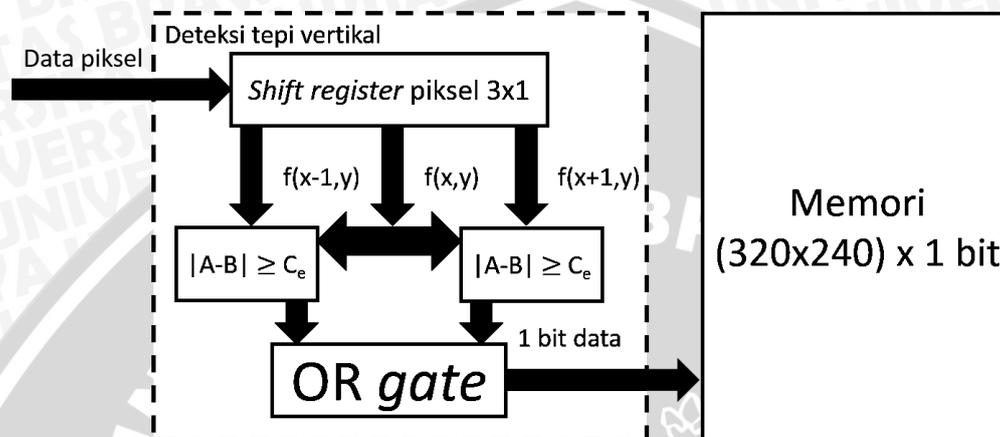 Deteksi tepi vertikal
Data piksel
Shift register piksel 3x1
f(x-1,y)
f(x,y)
f(x+1,y)
|A-B| ≥ Ce
|A-B| ≥ Ce
1 bit data
OR gate
Memori
(320x240) x 1 bit